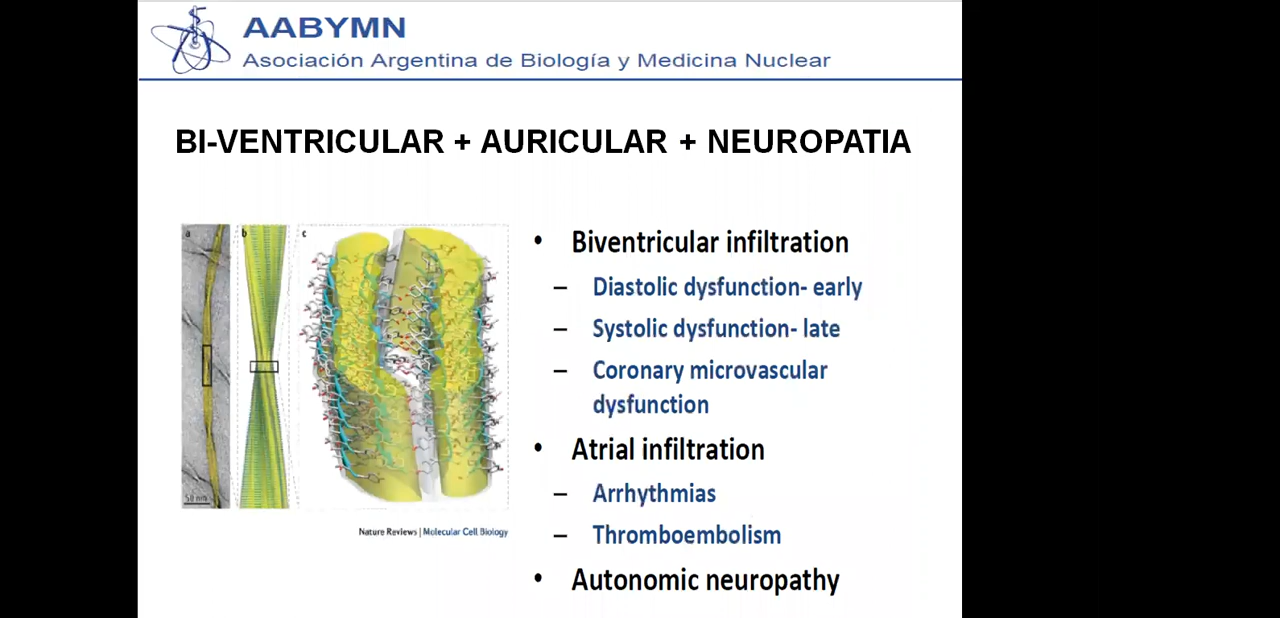 AABYMN
Asociación Argentina de Biología y Medicina Nuclear
BI-VENTRICULAR + AURICULAR + NEUROPATIA
a
b
c
50 nm
Nature Reviews | Molecular Cell Biology
• Biventricular infiltration
– Diastolic dysfunction- early
– Systolic dysfunction- late
– Coronary microvascular
dysfunction
• Atrial infiltration
– Arrhythmias
– Thromboembolism
• Autonomic neuropathy